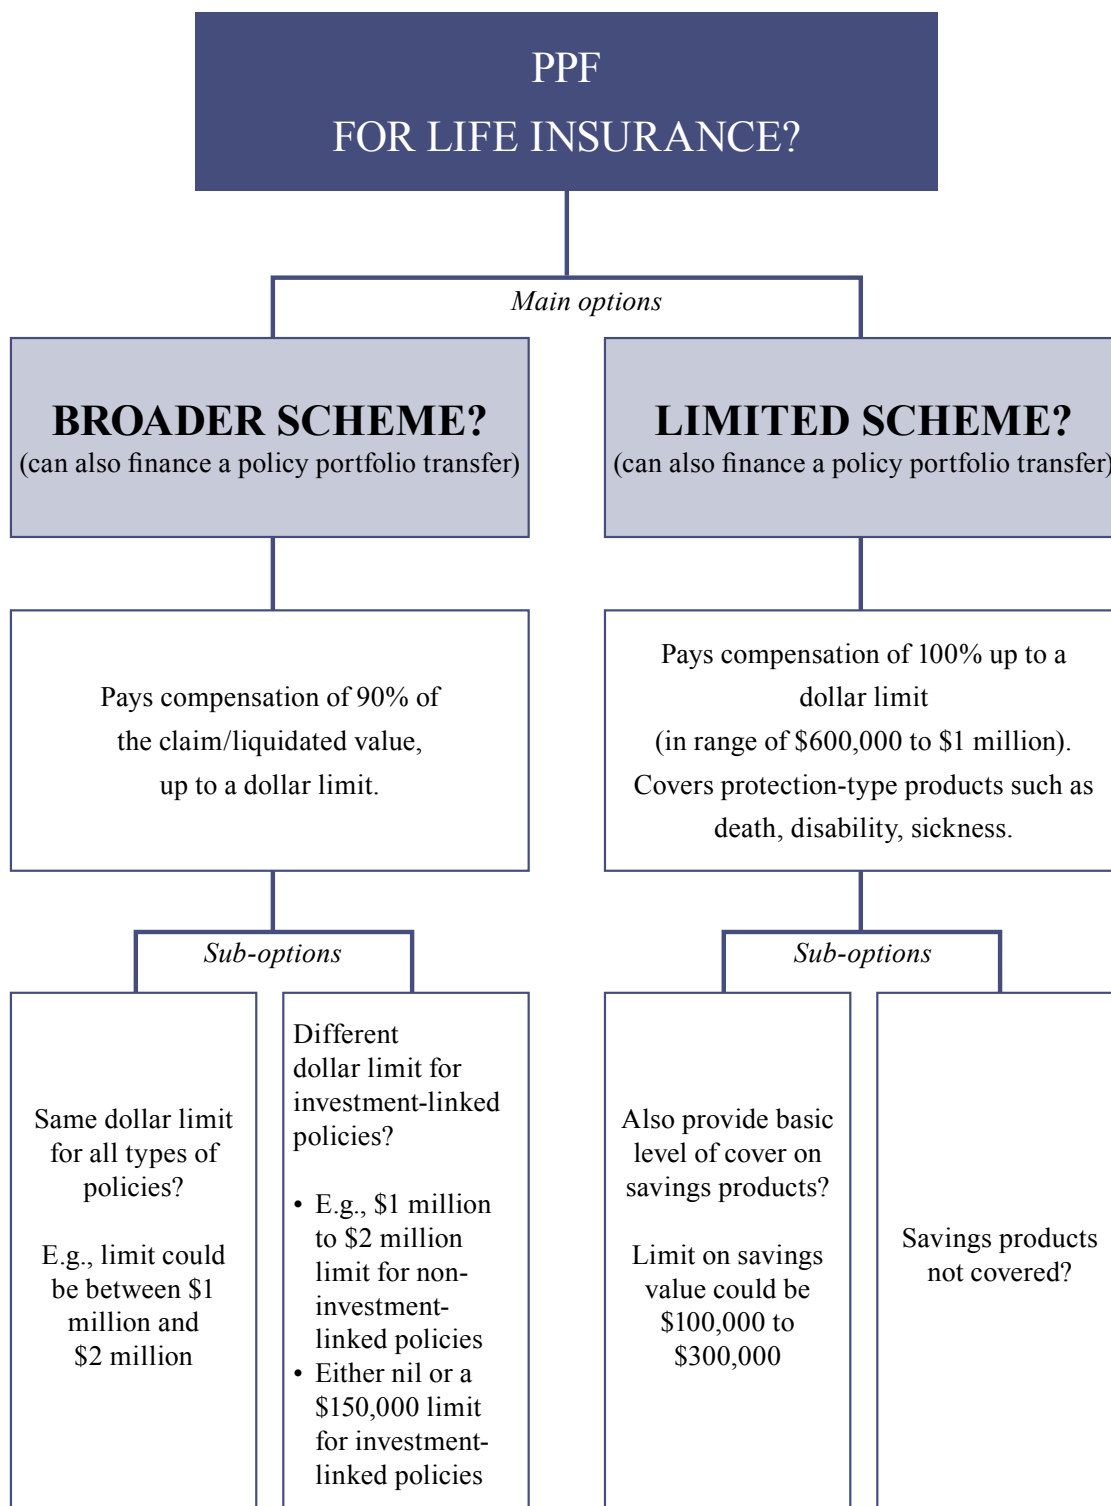 PPF
FOR LIFE INSURANCE?
Main options
BROADER SCHEME?
(can also finance a policy portfolio transfer)
LIMITED SCHEME?
(can also finance a policy portfolio transfer)
Pays compensation of 90% of
the claim/liquidated value,
up to a dollar limit.
Pays compensation of 100% up to a
dollar limit
(in range of $600,000 to $1 million).
Covers protection-type products such as
death, disability, sickness.
Sub-options
Sub-options
Same dollar limit
for all types of
policies?
E.g., limit could
be between $1
million and
$2 million
Different
dollar limit for
investment-linked
policies?
• E.g., $1 million
to $2 million
limit for non-
investment-
linked policies
• Either nil or a
$150,000 limit
for investment-
linked policies
Also provide basic
level of cover on
savings products?
Limit on savings
value could be
$100,000 to
$300,000
Savings products
not covered?